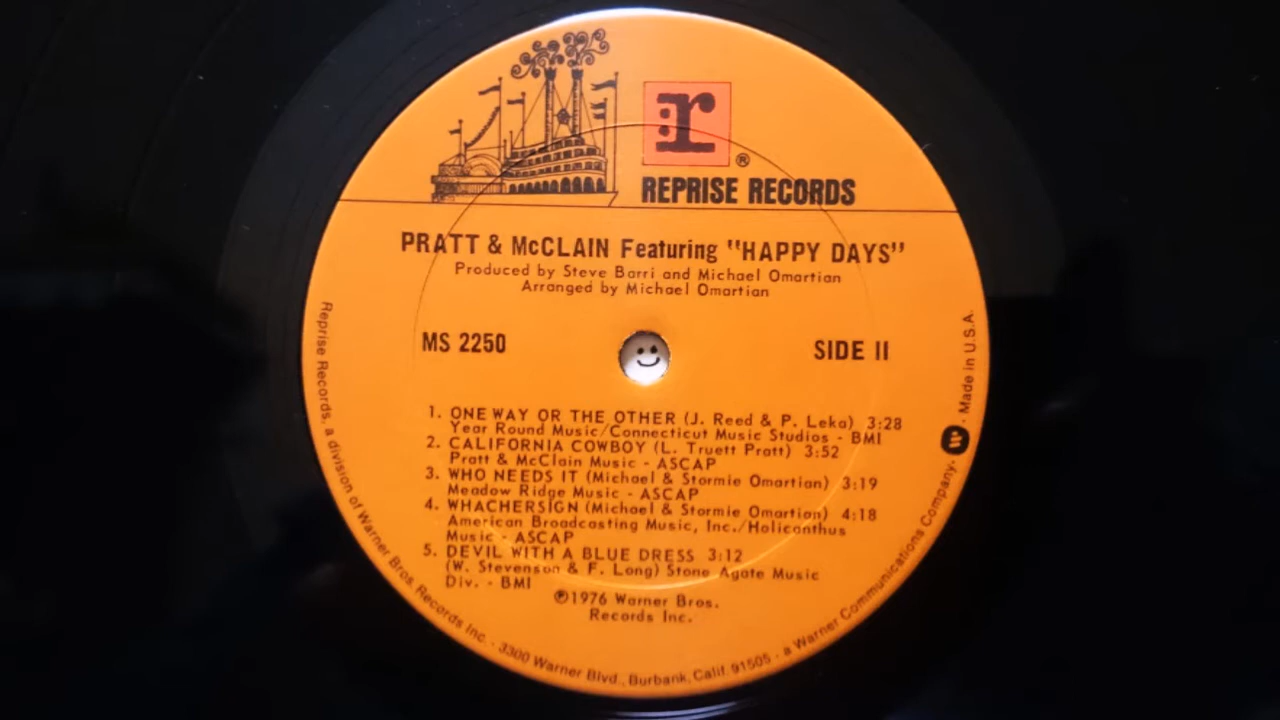 r®
REPRISE RECORDS
PRATT & McCLAIN Featuring "HAPPY DAYS"
Produced by Steve Barri and Michael Omartian
Arranged by Michael Omartian
MS 2250
SIDE II
1. ONE WAY OR THE OTHER (J. Reed & P. Leka) 3:28
Year Round Music/Connecticut Music Studios - BMI
2. CALIFORNIA COWBOY (L. Truett Pratt) 3:52
Pratt & McClain Music - ASCAP
3. WHO NEEDS IT (Michael & Stormie Omartian) 3:19
Meadow Ridge Music - ASCAP
4. WHACHERSIGN (Michael & Stormie Omartian) 4:18
American Broadcasting Music, Inc./Holicanthus
Music - ASCAP
5. DEVIL WITH A BLUE DRESS 3:12
(W. Stevenson & F. Long) Stone Agate Music
Div. - BMI
℗1976 Warner Bros.
Records Inc.
Reprise Records, a division of Warner Bros. Records Inc. - 3300 Warner Blvd., Burbank, Calif. 91505 - a Warner Communications Company - W - Made in U.S.A.